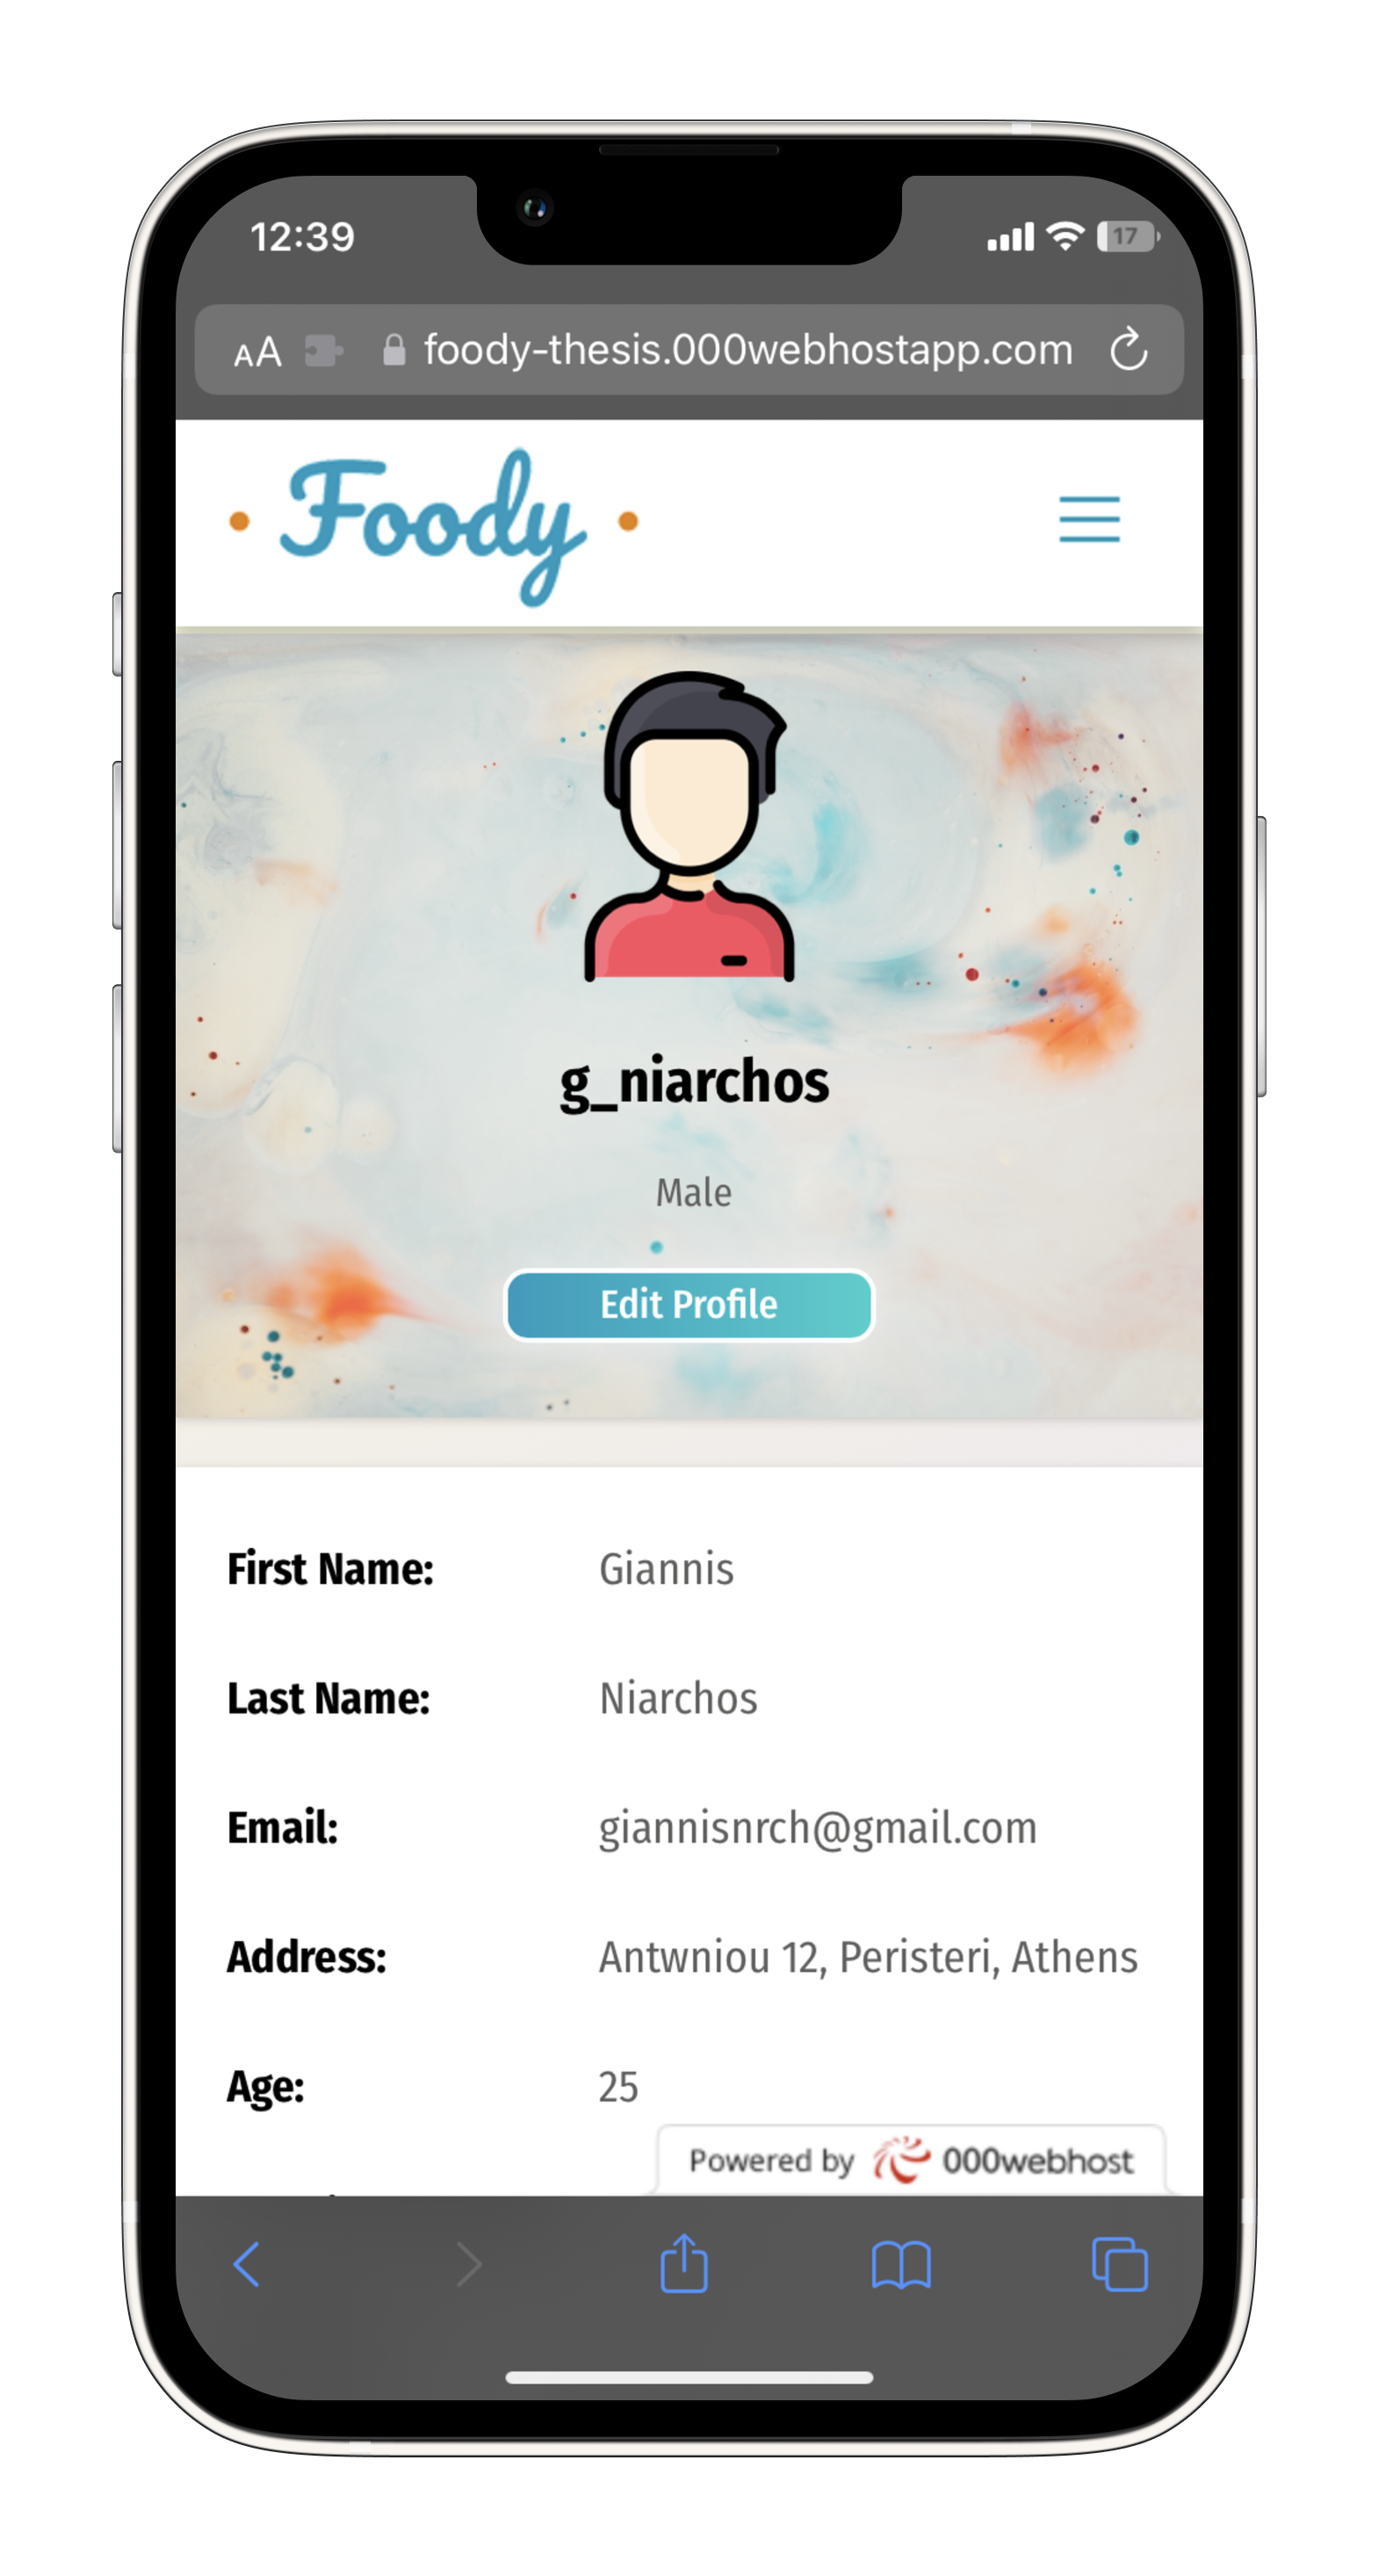 12:39
17
AA foody-thesis.000webhostapp.com
Foody
g_niarchos
Male
Edit Profile
First Name: Giannis
Last Name: Niarchos
Email: giannisnrch@gmail.com
Address: Antwniou 12, Peristeri, Athens
Age: 25
Powered by 000webhost